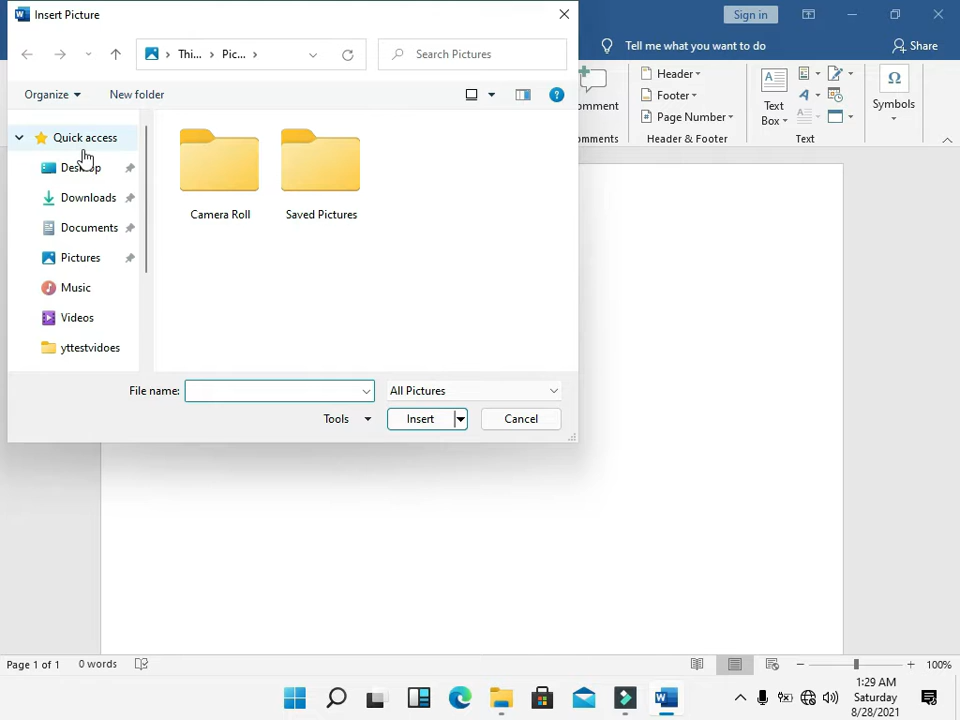 Insert Picture
Sign in
Thi... > Pic... >
Search Pictures
Tell me what you want to do
Share
Organize
New folder
Header
Footer
Page Number
Header & Footer
omment
omments
Text
Box
Text
Symbols
Quick access
Desktop
Downloads
Documents
Pictures
Music
Videos
yttestvidoes
Camera Roll
Saved Pictures
File name:
All Pictures
Tools
Insert
Cancel
Page 1 of 1
0 words
100%
1:29 AM
Saturday
8/28/2021